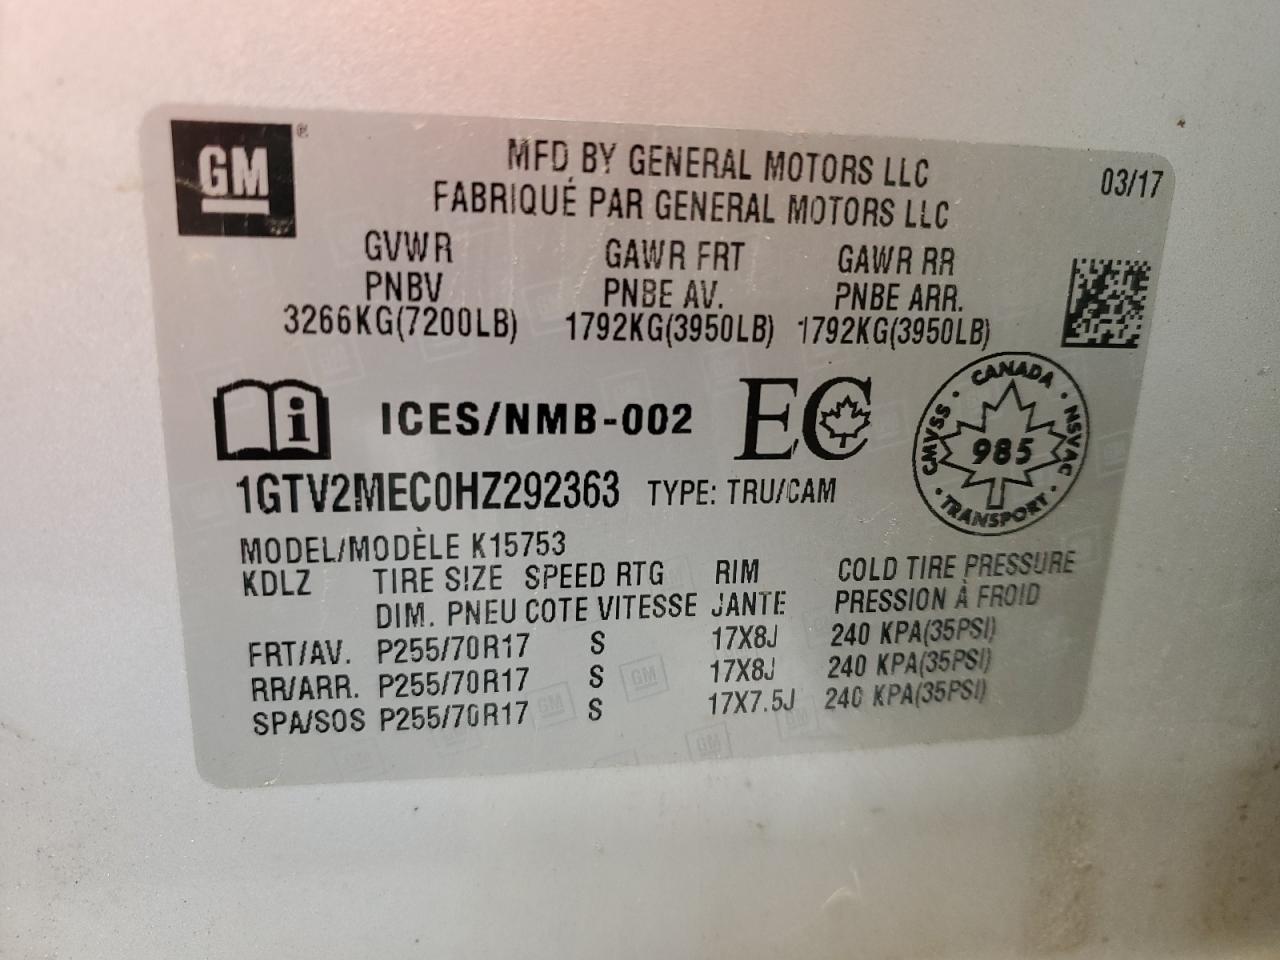 GM®
MFD BY GENERAL MOTORS LLC
FABRIQUÉ PAR GENERAL MOTORS LLC
03/17
GVWR GAWR FRT GAWR RR
PNBV PNBE AV. PNBE ARR.
3266KG(7200LB) 1792KG(3950LB) 1792KG(3950LB)
i ICES/NMB-002 EC
CANADA
CMVSS 985 NSVAC
TRANSPORT
1GTV2MEC0HZ292363 TYPE: TRU/CAM
MODEL/MODÈLE K15753
KDLZ TIRE SIZE SPEED RTG RIM COLD TIRE PRESSURE
DIM. PNEU COTE VITESSE JANTE PRESSION À FROID
FRT/AV. P255/70R17 S 17X8J 240 KPA(35PSI)
RR/ARR. P255/70R17 S 17X8J 240 KPA(35PSI)
SPA/SOS P255/70R17 S 17X7.5J 240 KPA(35PSI)